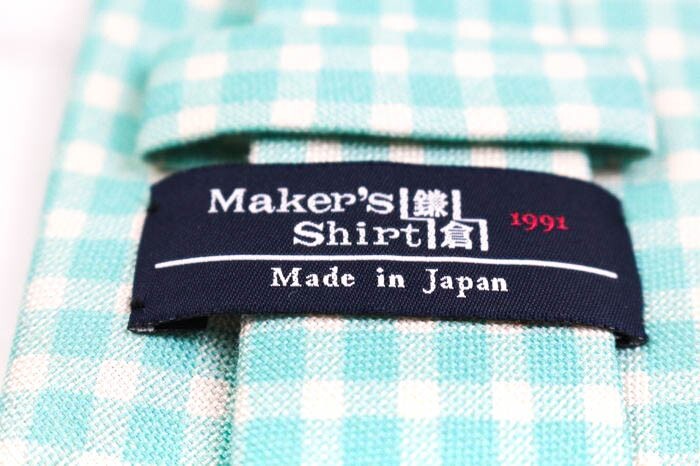 Maker's 鎌 1991
Shirt 倉
Made in Japan